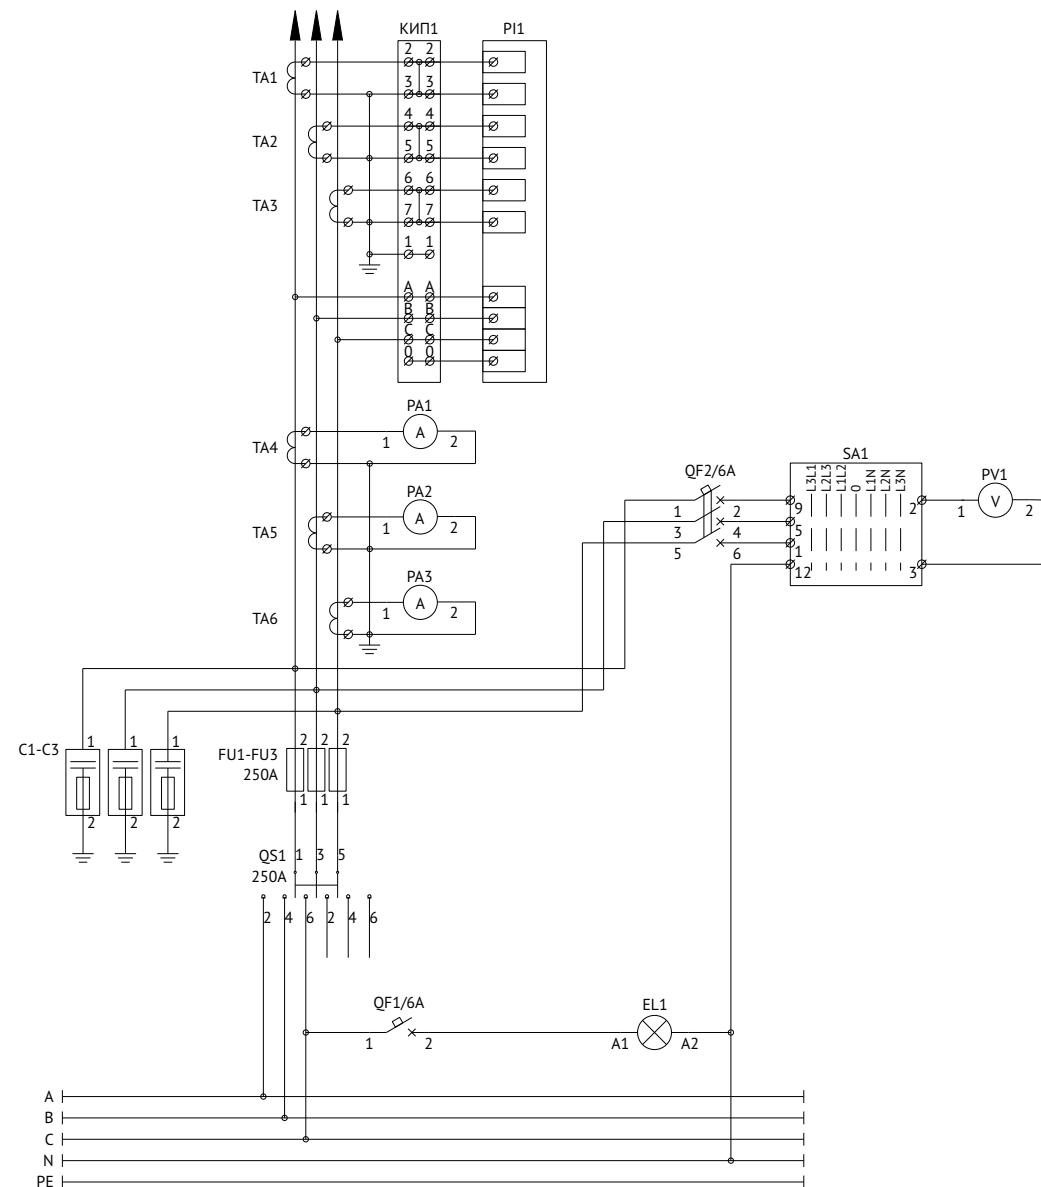 КИП1 PI1
2 2
TA1
3 3
4 4
TA2
5 5
6 6
TA3
7 7
1 1
A A
B B
C C
0 0
PA1
TA4 1 A 2
PA2
TA5 1 A 2
PA3
TA6 1 A 2
QF2/6A
1 2
3 4
5 6
SA1
L3L1 L2L3 L1L2 0 L1N L2N L3N
9 2
5
1
12 3
PV1
1 V 2
C1-C3 1 1 1
2 2 2
FU1-FU3 2 2 2
250A
1 1 1
QS1 1 3 5
250A
2 4 6 2 4 6
QF1/6A
1 2
EL1
A1 A2
A
B
C
N
PE